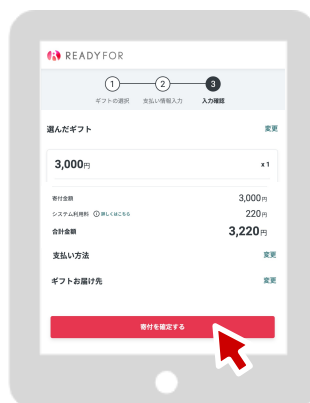 READYFOR
1 2 3
ギフトの選択 支払い情報入力 入力確認
選んだギフト 変更
3,000円 x 1
寄付金額 3,000円
システム利用料 ⓘ詳しくはこちら 220円
合計金額 3,220円
支払い方法 変更
ギフトお届け先 変更
寄付を確定する